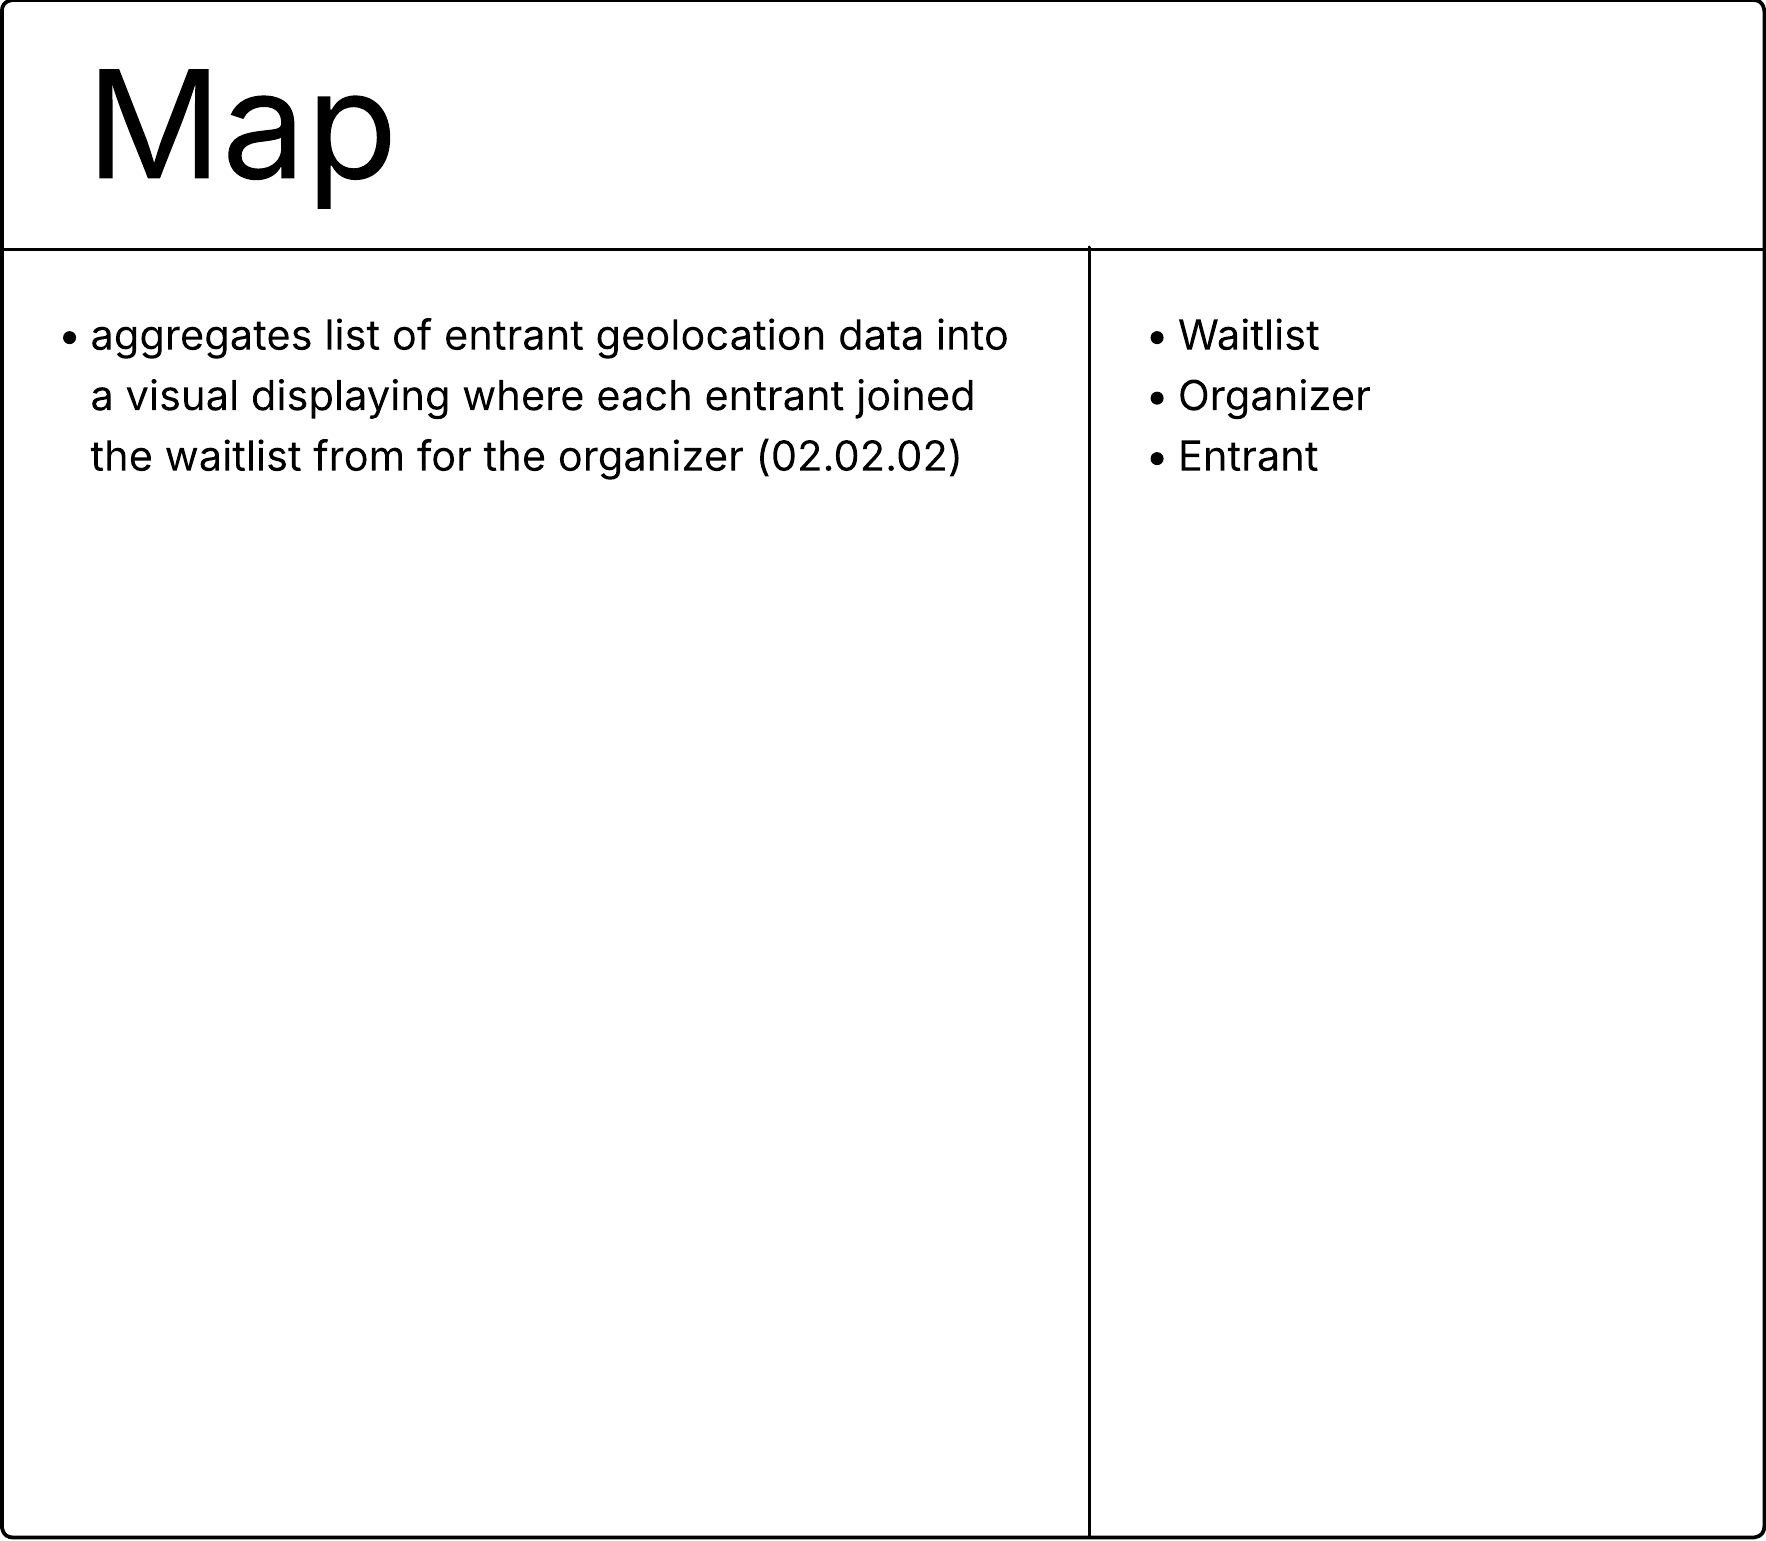 Map
• aggregates list of entrant geolocation data into
a visual displaying where each entrant joined
the waitlist from for the organizer (02.02.02)
• Waitlist
• Organizer
• Entrant